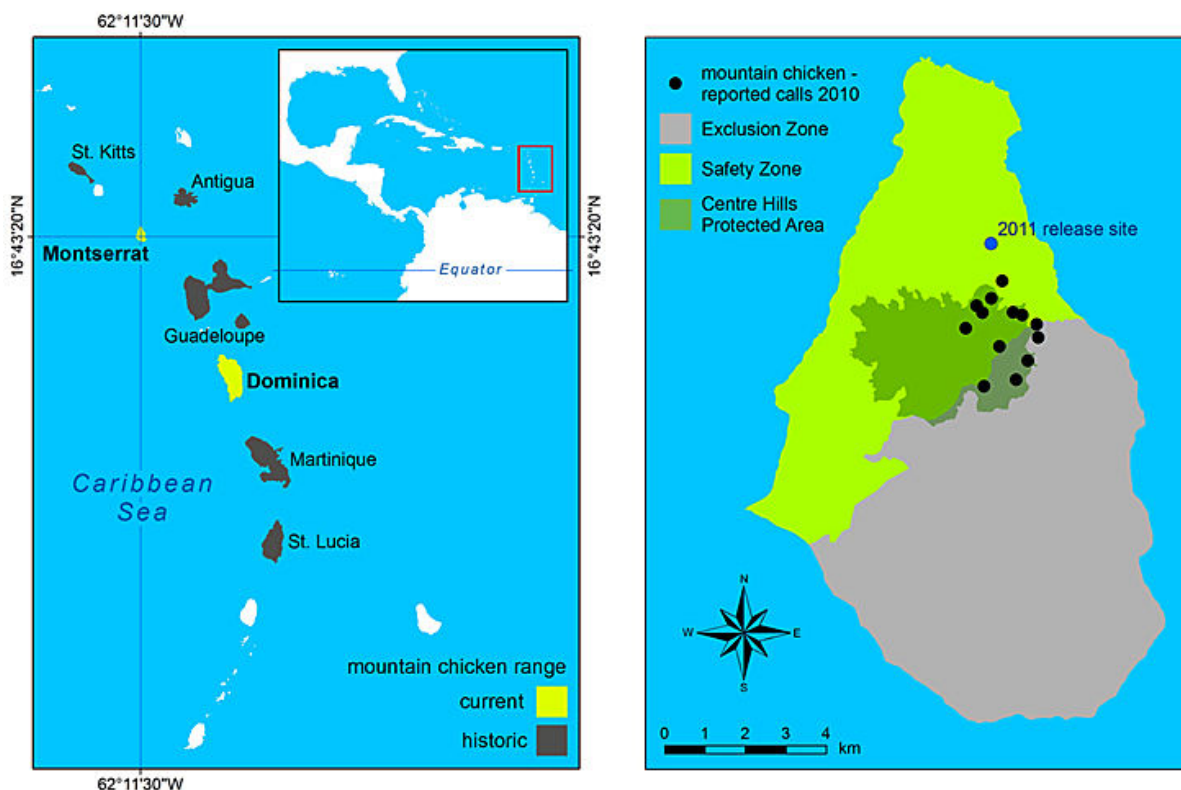 62°11'30"W
St. Kitts
Antigua
16°43'20"N
Montserrat
Guadeloupe
Dominica
Martinique
Caribbean
Sea
St. Lucia
Equator
mountain chicken range
current
historic
62°11'30"W
16°43'20"N
mountain chicken -
reported calls 2010
Exclusion Zone
Safety Zone
Centre Hills
Protected Area
2011 release site
N
W
E
S
0 1 2 3 4
km